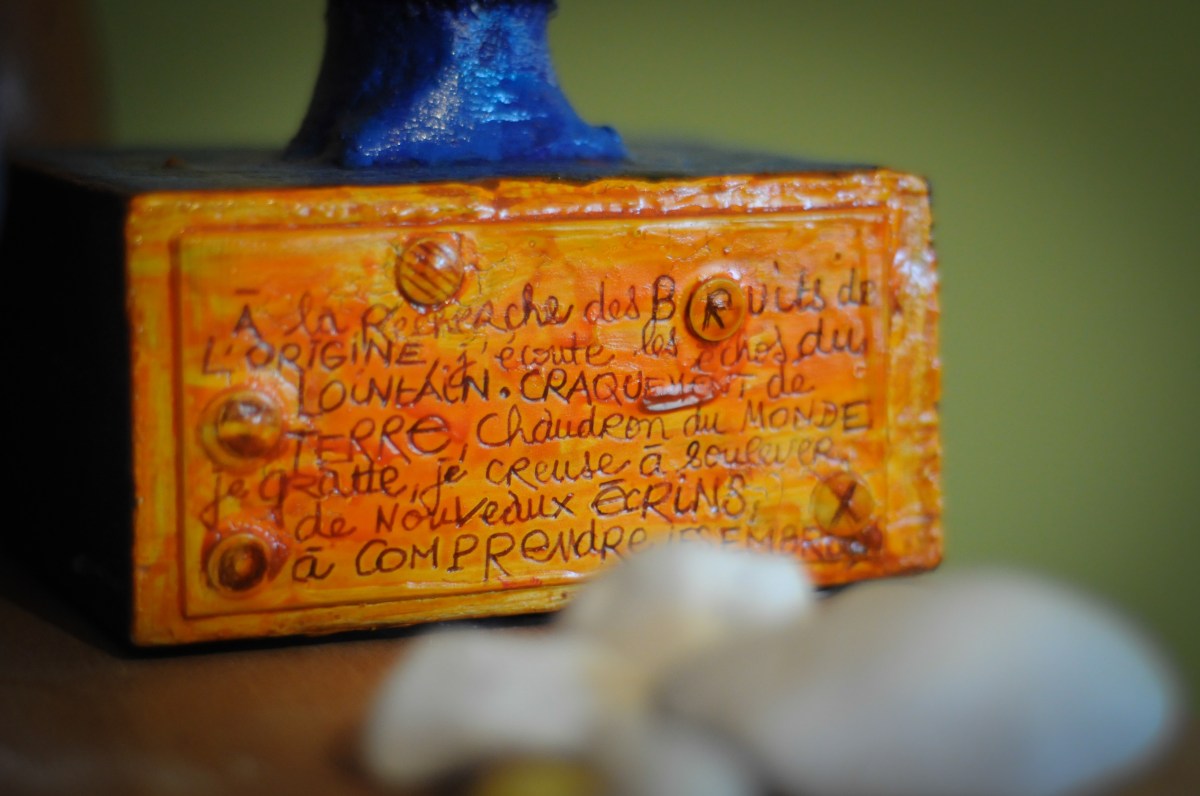 À la Recherche des BRuits de
L'ORIGINE, j'écoute les échos du
LOINTAIN. CRAQUEMENT de
TERRE, Chaudron du MONDE
je gratte, je creuse à soulever
de NOUVeaux ÉCRINS,
X
à COMPRENDRe